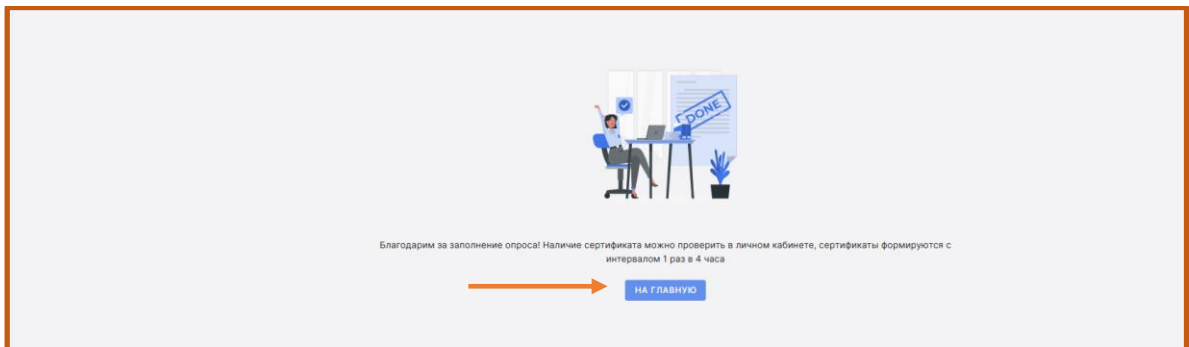 DONE
Благодарим за заполнение опроса! Наличие сертификата можно проверить в личном кабинете, сертификаты формируются с
интервалом 1 раз в 4 часа
НА ГЛАВНУЮ